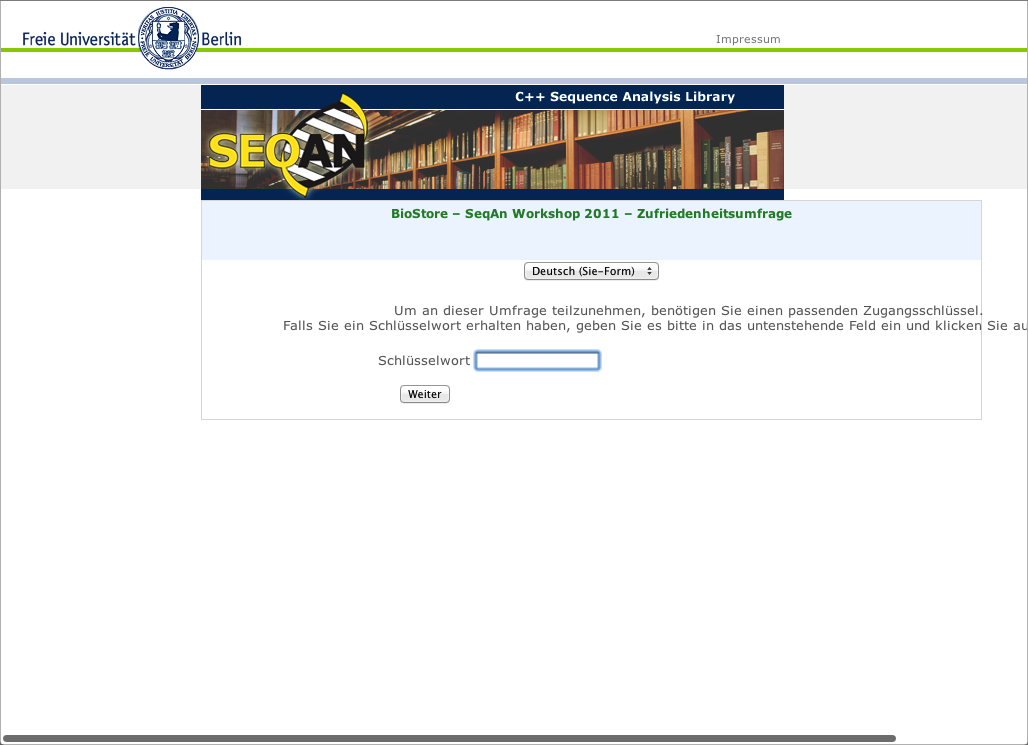 Freie Universität Berlin
Impressum
C++ Sequence Analysis Library
SEQAN
BioStore – SeqAn Workshop 2011 – Zufriedenheitsumfrage
Deutsch (Sie-Form)
Um an dieser Umfrage teilzunehmen, benötigen Sie einen passenden Zugangsschlüssel.
Falls Sie ein Schlüsselwort erhalten haben, geben Sie es bitte in das untenstehende Feld ein und klicken Sie au
Schlüsselwort
Weiter